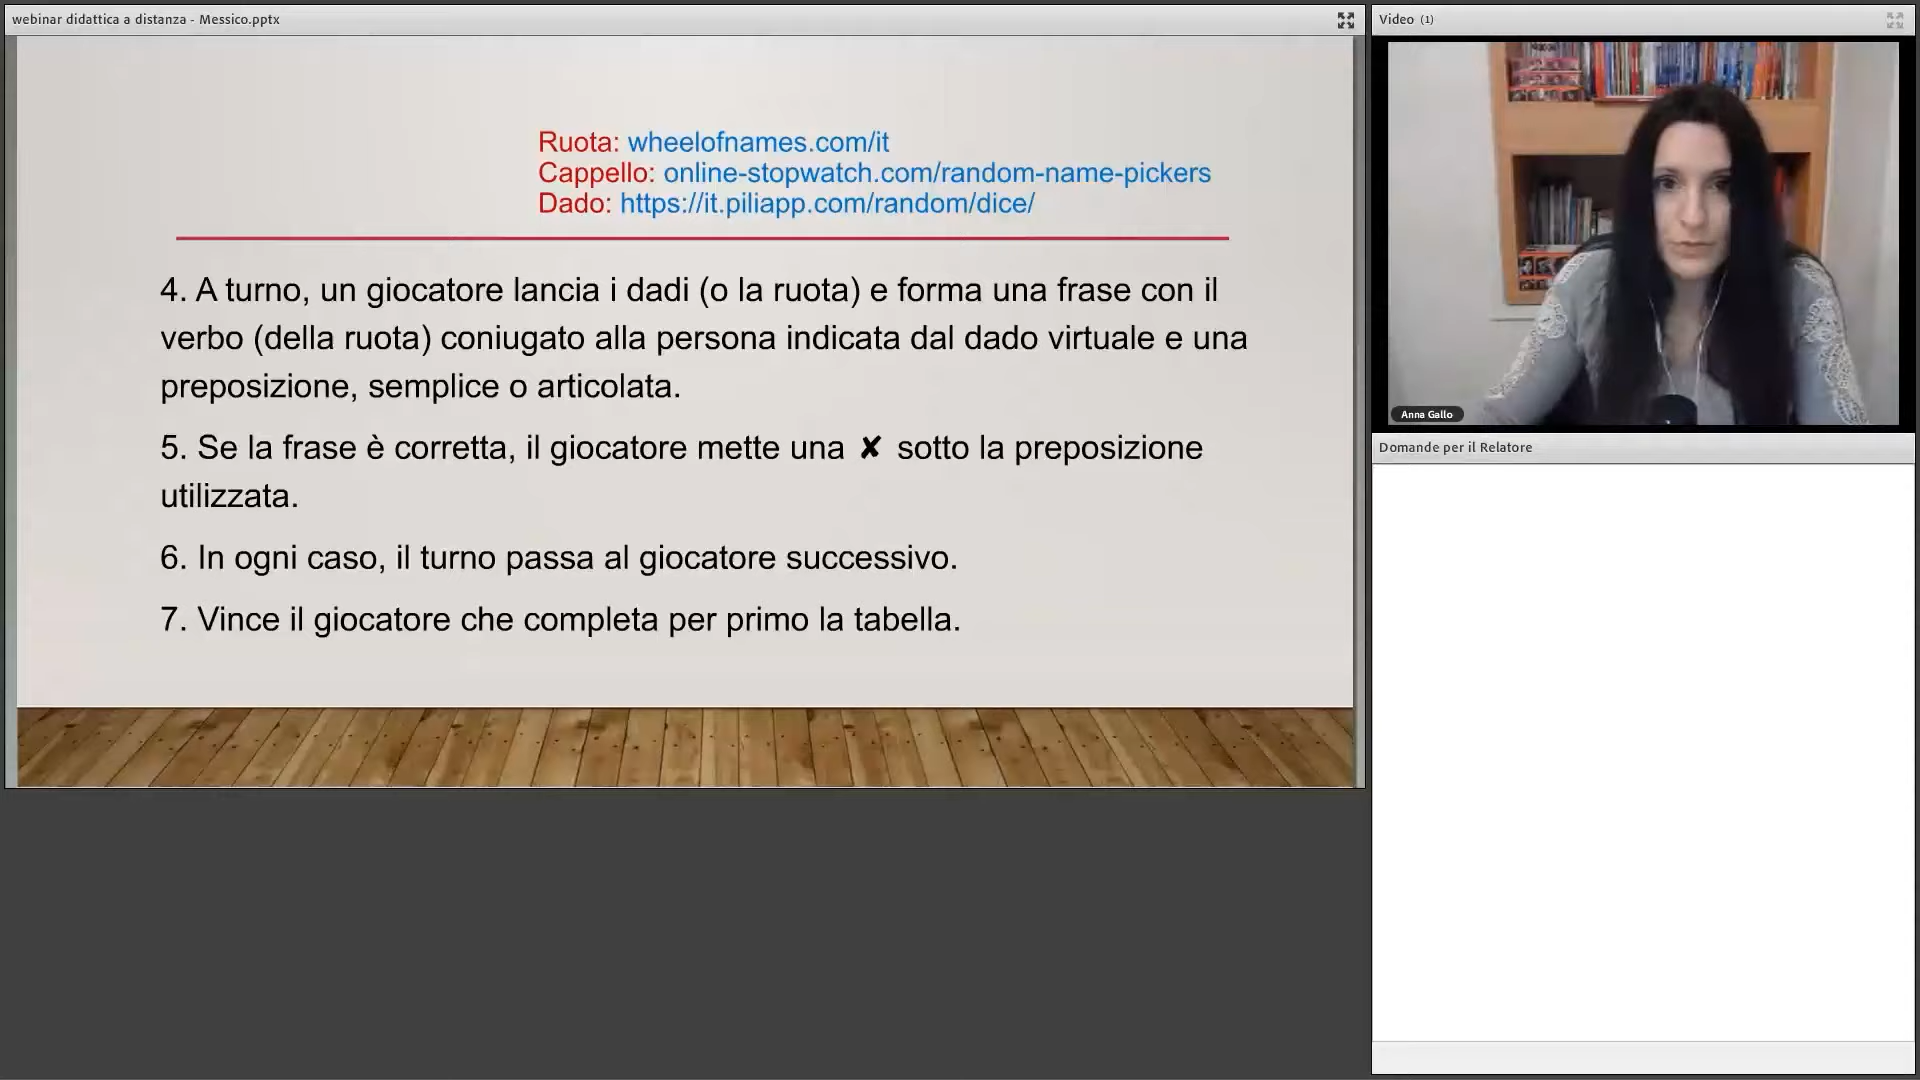 webinar didattica a distanza - Messico.pptx
Video (1)
Ruota: wheelofnames.com/it
Cappello: online-stopwatch.com/random-name-pickers
Dado: https://it.piliapp.com/random/dice/
4. A turno, un giocatore lancia i dadi (o la ruota) e forma una frase con il
verbo (della ruota) coniugato alla persona indicata dal dado virtuale e una
preposizione, semplice o articolata.
5. Se la frase è corretta, il giocatore mette una ✘ sotto la preposizione
utilizzata.
6. In ogni caso, il turno passa al giocatore successivo.
7. Vince il giocatore che completa per primo la tabella.
Anna Gallo
Domande per il Relatore